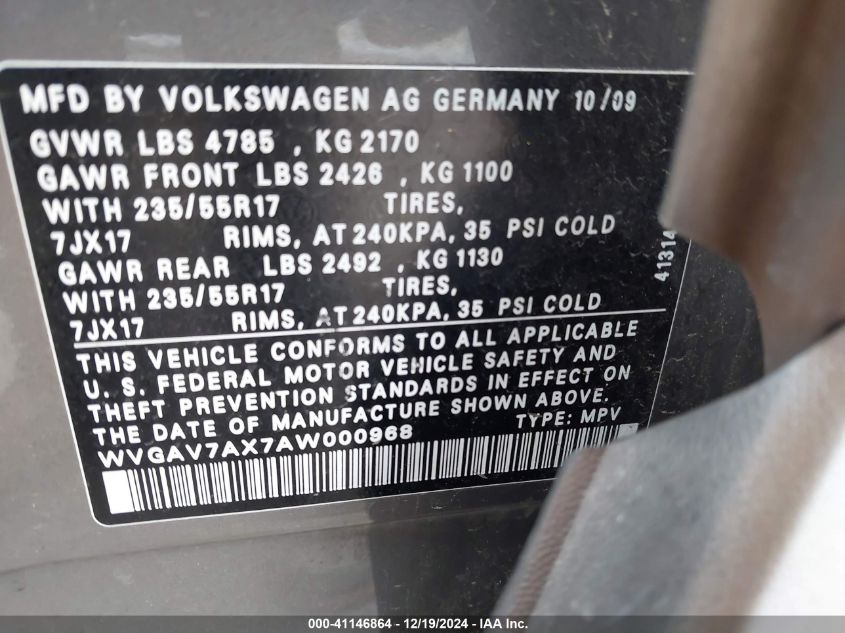 MFD BY VOLKSWAGEN AG GERMANY 10/09
GVWR LBS 4785 , KG 2170
GAWR FRONT LBS 2426 , KG 1100
WITH 235/55R17 TIRES,
7JX17 RIMS, AT 240KPA, 35 PSI COLD
GAWR REAR LBS 2492 , KG 1130
WITH 235/55R17 TIRES,
7JX17 RIMS, AT 240KPA, 35 PSI COLD
THIS VEHICLE CONFORMS TO ALL APPLICABLE
U. S. FEDERAL MOTOR VEHICLE SAFETY AND
THEFT PREVENTION STANDARDS IN EFFECT ON
THE DATE OF MANUFACTURE SHOWN ABOVE.
WVGAV7AX7AW000968 TYPE: MPV
41314
000-41146864 / 12/19/2024 - IAA Inc.